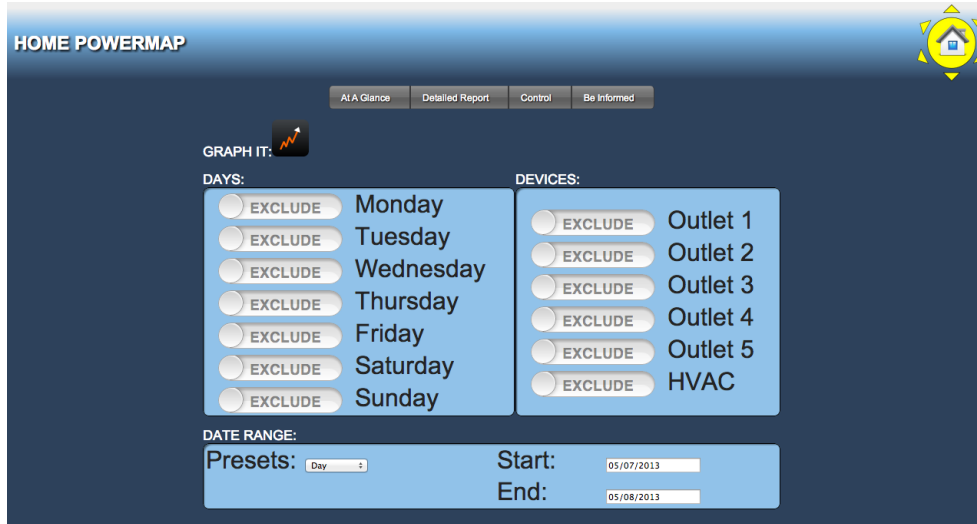 HOME POWERMAP
At A Glance
Detailed Report
Control
Be Informed
GRAPH IT:
DAYS:
EXCLUDE Monday
EXCLUDE Tuesday
EXCLUDE Wednesday
EXCLUDE Thursday
EXCLUDE Friday
EXCLUDE Saturday
EXCLUDE Sunday
DEVICES:
EXCLUDE Outlet 1
EXCLUDE Outlet 2
EXCLUDE Outlet 3
EXCLUDE Outlet 4
EXCLUDE Outlet 5
EXCLUDE HVAC
DATE RANGE:
Presets: Day
Start: 05/07/2013
End: 05/08/2013